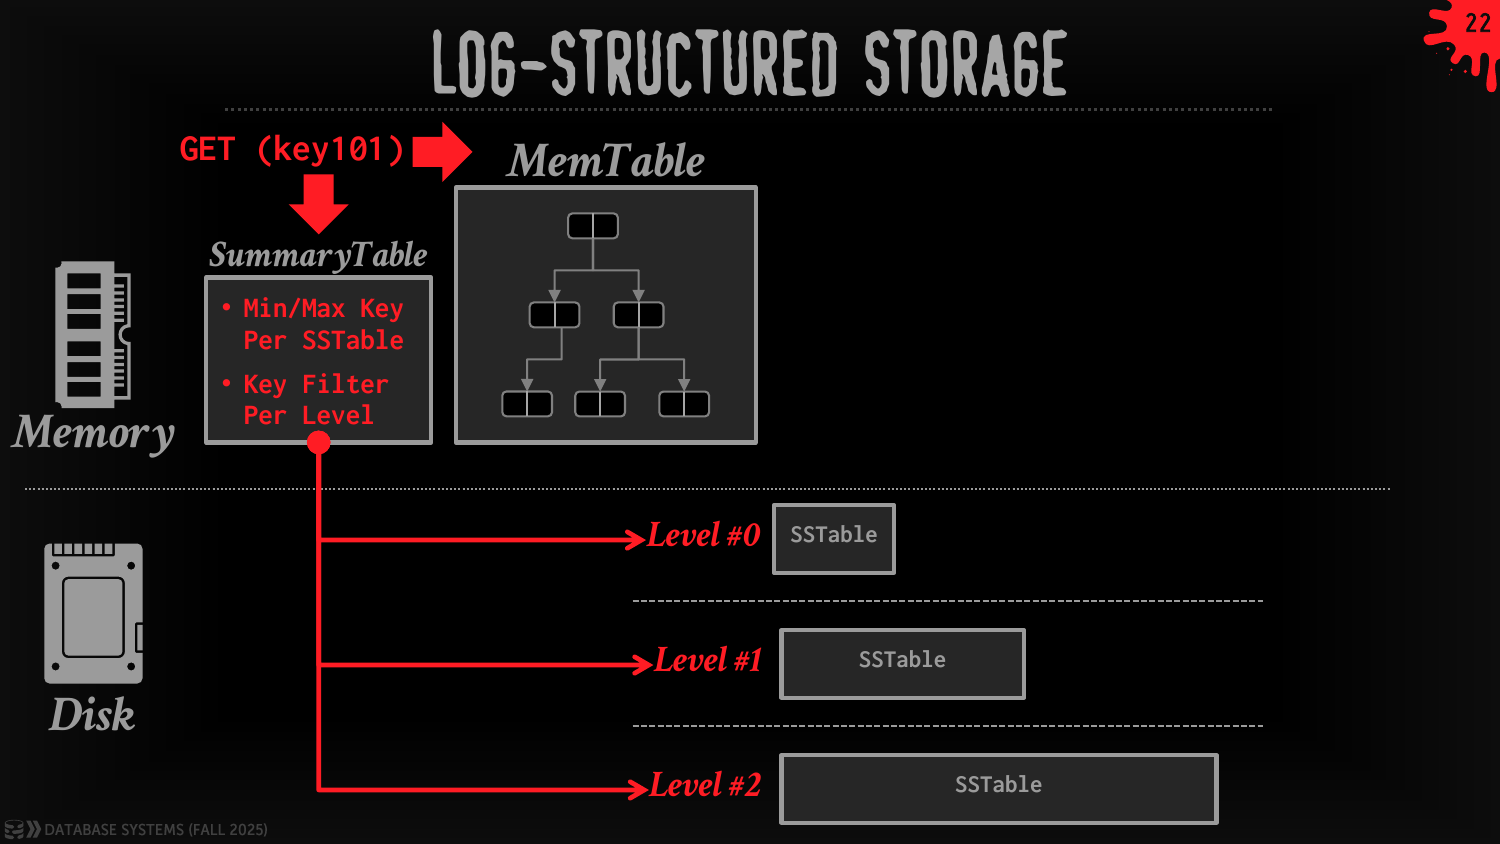 22
LOG-STRUCTURED STORAGE
GET (key101)
MemTable
SummaryTable
• Min/Max Key
Per SSTable
• Key Filter
Per Level
Memory
Level #0
SSTable
Level #1
SSTable
Disk
Level #2
SSTable
DATABASE SYSTEMS (FALL 2025)